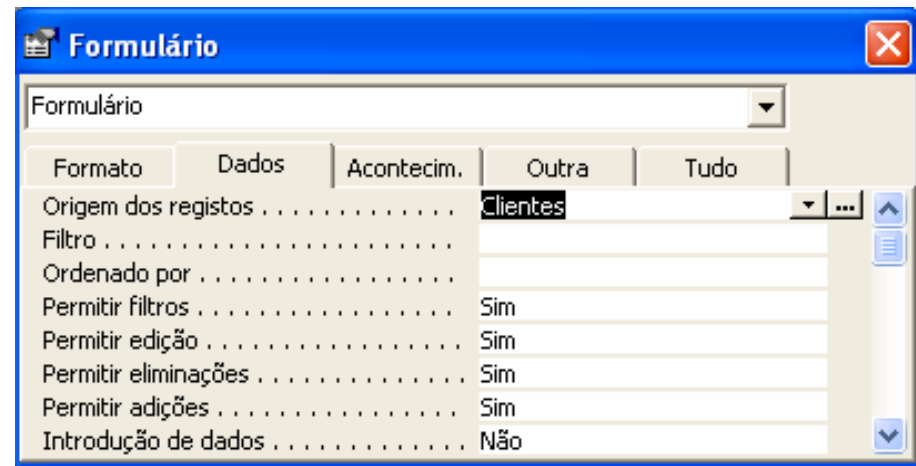 Formulário
Formulário
Formato Dados Acontecim. Outra Tudo
Origem dos registos . . . . . . . . . . . . . Clientes ...
Filtro . . . . . . . . . . . . . . . . . . . . . . . .
Ordenado por . . . . . . . . . . . . . . . . . .
Permitir filtros . . . . . . . . . . . . . . . . . . Sim
Permitir edição . . . . . . . . . . . . . . . . . . Sim
Permitir eliminações . . . . . . . . . . . . . . . Sim
Permitir adições . . . . . . . . . . . . . . . . . Sim
Introdução de dados . . . . . . . . . . . . . Não